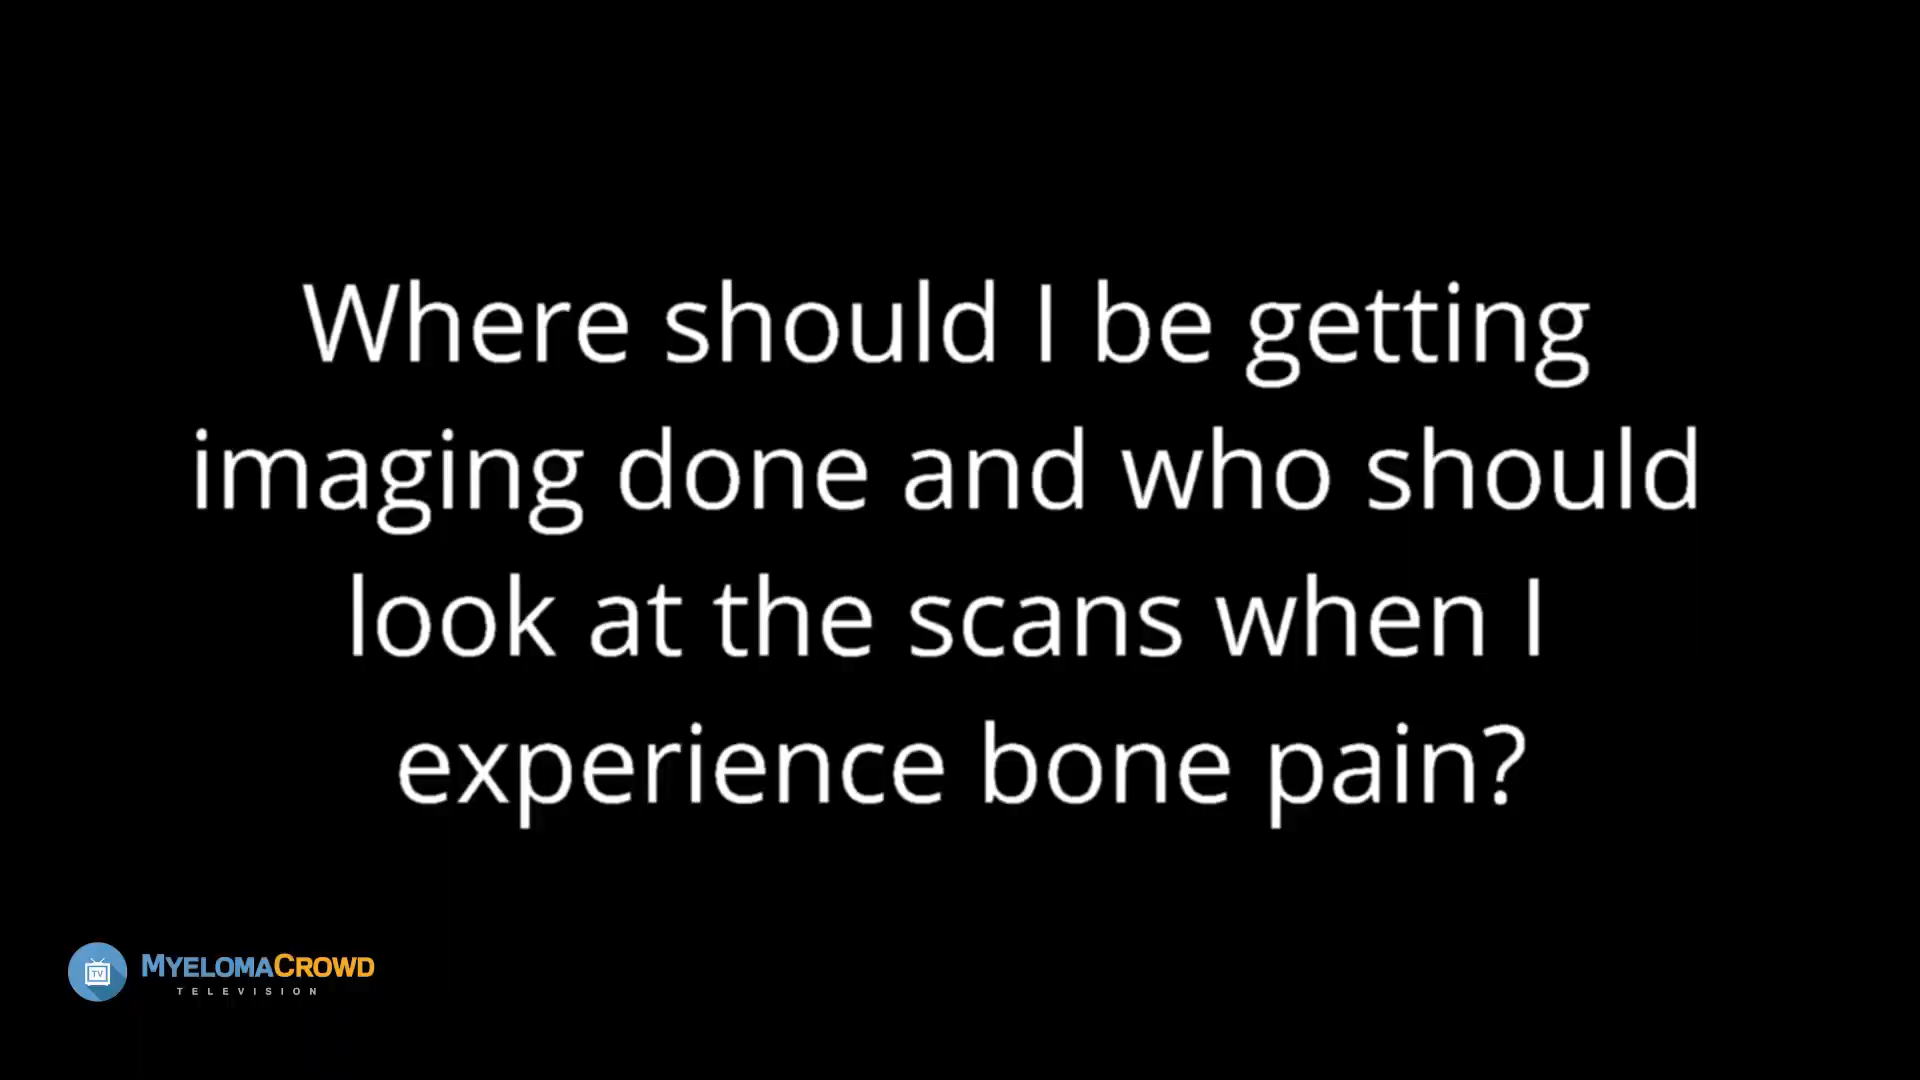 Where should I be getting
imaging done and who should
look at the scans when I
experience bone pain?
TV
MYELOMACROWD
TELEVISION